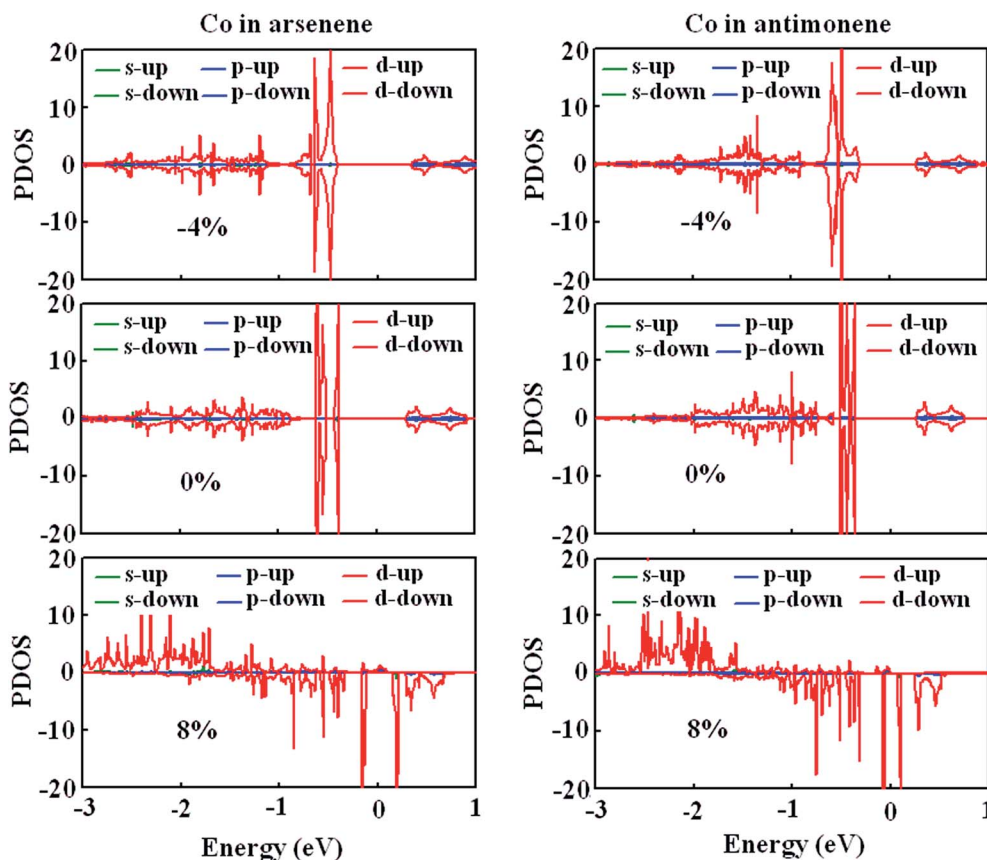 Co in arsenene
Co in antimonene
20
s-up p-up d-up
s-down p-down d-down
10
PDOS
0
-10
-4%
-20
20
s-up p-up d-up
s-down p-down d-down
10
PDOS
0
-10
-4%
-20
20
s-up p-up d-up
s-down p-down d-down
10
PDOS
0
-10
0%
-20
20
s-up p-up d-up
s-down p-down d-down
10
PDOS
0
-10
0%
-20
20
s-up p-up d-up
s-down p-down d-down
10
PDOS
0
-10
8%
-20
-3 -2 -1 0 1
Energy (eV)
20
s-up p-up d-up
s-down p-down d-down
10
PDOS
0
-10
8%
-20
-3 -2 -1 0 1
Energy (eV)